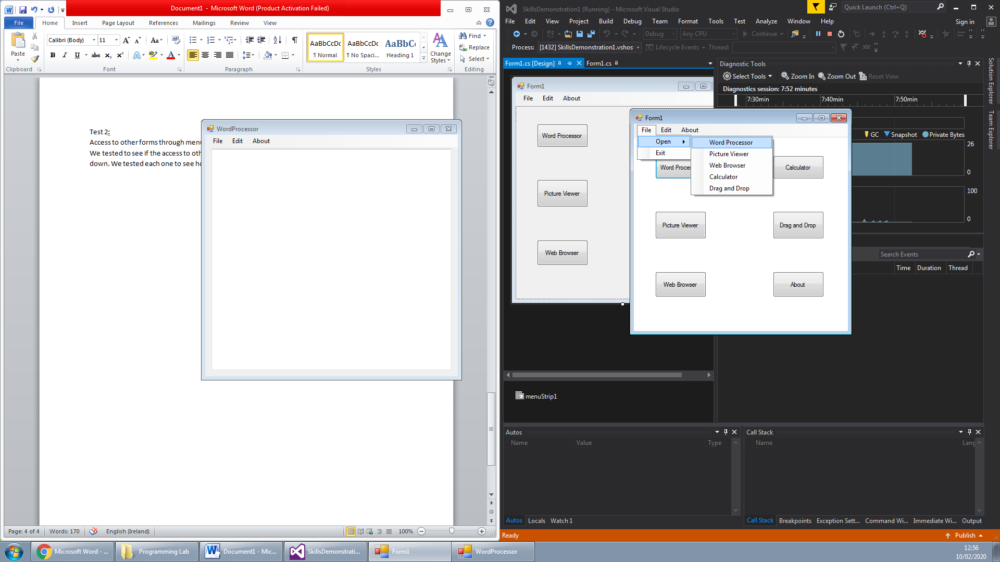 Document1 - Microsoft Word (Product Activation Failed)
File Home Insert Page Layout References Mailings Review View
Paste
Clipboard
Calibri (Body) 11
Font
Paragraph
AaBbCcDc AaBbCcDc AaBbC
¶ Normal ¶ No Spaci... Heading 1
Change Styles
Styles
Find
Replace
Select
Editing
Test 2:
Access to other forms through menu
We tested to see if the access to oth
down. We tested each one to see ho
WordProcessor
File Edit About
Page: 4 of 4 Words: 170 English (Ireland) 100%
SkillsDemonstration1 (Running) - Microsoft Visual Studio
Quick Launch (Ctrl+Q)
File Edit View Project Build Debug Team Format Tools Test Analyze Window Help
Sign in
Debug Any CPU Continue
Process: [1432] SkillsDemonstration1.vshos Lifecycle Events Thread:
Form1.cs [Design] Form1.cs
Form1
File Edit About
Word Processor
Picture Viewer
Web Browser
menuStrip1
Form1
File Edit About
Open
Exit
Word Processor
Picture Viewer
Web Browser
Calculator
Drag and Drop
Word Proces
Calculator
Picture Viewer
Drag and Drop
Web Browser
About
Diagnostic Tools
Select Tools Zoom In Zoom Out Reset View
Diagnostics session: 7:52 minutes
7:30min 7:40min 7:50min
GC Snapshot Private Bytes
26
0
100
0
Search Events
Time Duration Thread
Solution Explorer
Team Explorer
Autos
Name Value Type
Autos Locals Watch 1
Call Stack
Name Lang
Call Stack Breakpoints Exception Sett... Command Wi... Immediate Wi... Output
Ready
Publish
Microsoft Word - ...
Programming Lab
Document1 - Mic...
SkillsDemonstrati...
Form1
WordProcessor
12:56
10/02/2020